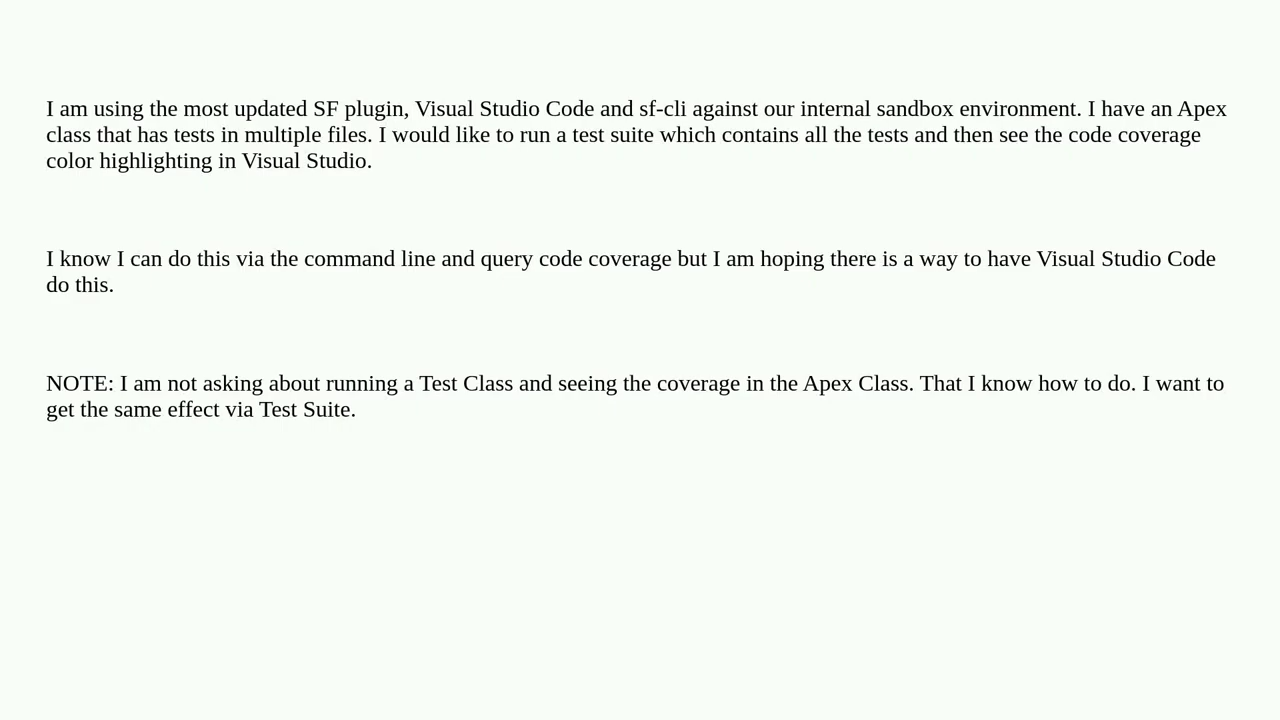 I am using the most updated SF plugin, Visual Studio Code and sf-cli against our internal sandbox environment. I have an Apex
class that has tests in multiple files. I would like to run a test suite which contains all the tests and then see the code coverage
color highlighting in Visual Studio.
I know I can do this via the command line and query code coverage but I am hoping there is a way to have Visual Studio Code
do this.
NOTE: I am not asking about running a Test Class and seeing the coverage in the Apex Class. That I know how to do. I want to
get the same effect via Test Suite.